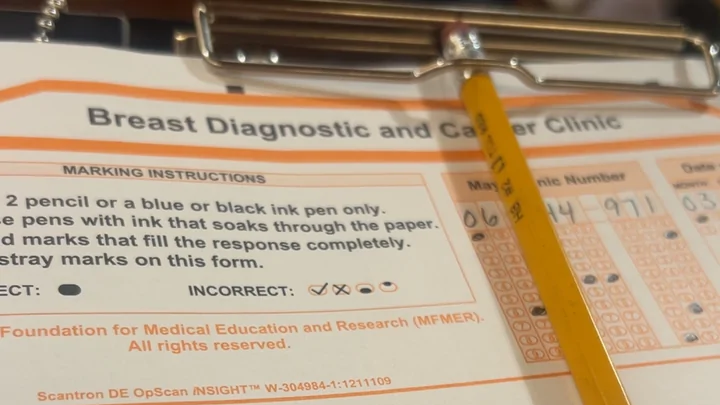 Breast Diagnostic and Ca er Clinic
MARKING INSTRUCTIONS
2 pencil or a blue or black ink pen only.
e pens with ink that soaks through the paper.
d marks that fill the response completely.
stray marks on this form.
ECT:
INCORRECT:
May nic Number
06 44 - 971
Date
MONTH
03
Foundation for Medical Education and Research (MFMER).
All rights reserved.
Scantron DE OpScan iNSIGHT™ W-304984-1:1211109